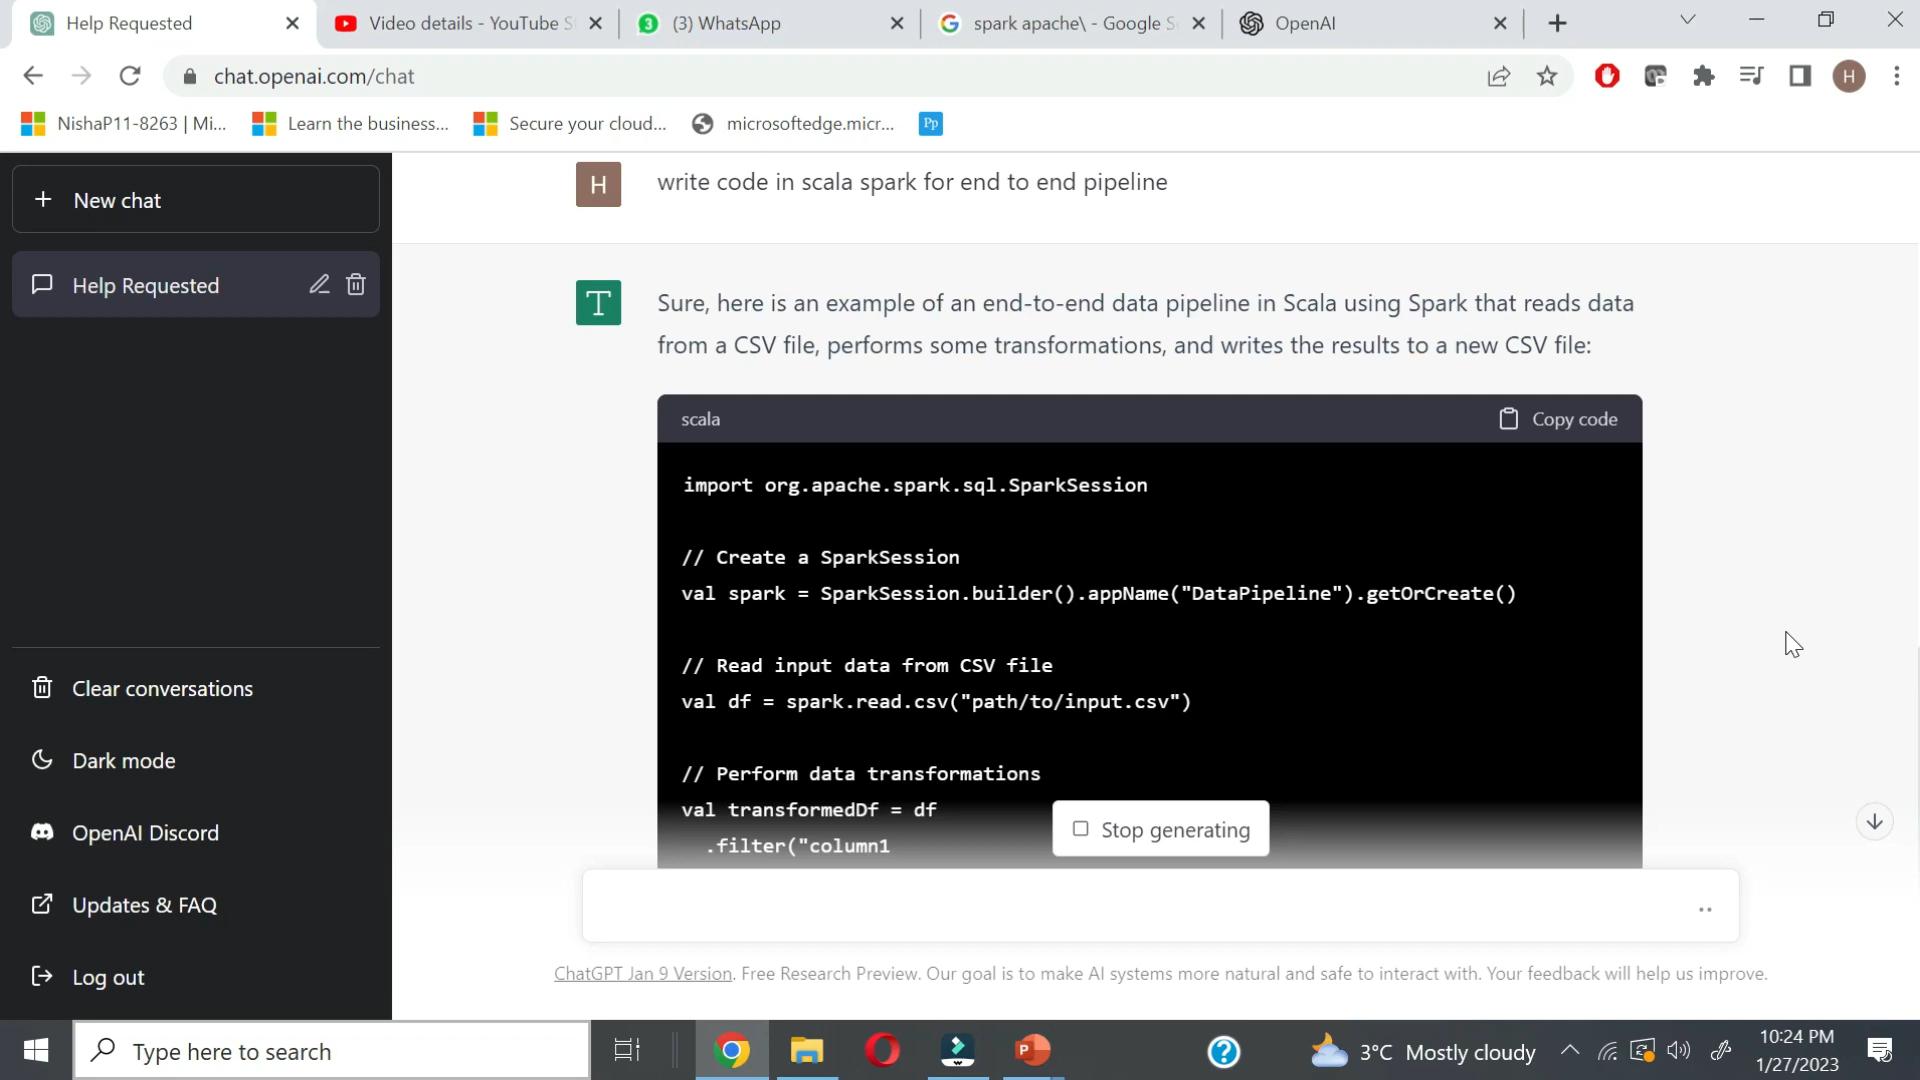 Help Requested
Video details - YouTube S
3
(3) WhatsApp
spark apache\ - Google Se
OpenAI
chat.openai.com/chat
H
NishaP11-8263 | Mi...
Learn the business...
Secure your cloud...
microsoftedge.micr...
Pp
New chat
Help Requested
Clear conversations
Dark mode
OpenAI Discord
Updates & FAQ
Log out
H
write code in scala spark for end to end pipeline
T
Sure, here is an example of an end-to-end data pipeline in Scala using Spark that reads data
from a CSV file, performs some transformations, and writes the results to a new CSV file:
scala
Copy code
import org.apache.spark.sql.SparkSession
// Create a SparkSession
val spark = SparkSession.builder().appName("DataPipeline").getOrCreate()
// Read input data from CSV file
val df = spark.read.csv("path/to/input.csv")
// Perform data transformations
val transformedDf = df
.filter("column1
Stop generating
ChatGPT Jan 9 Version. Free Research Preview. Our goal is to make AI systems more natural and safe to interact with. Your feedback will help us improve.
Type here to search
3°C Mostly cloudy
10:24 PM
1/27/2023